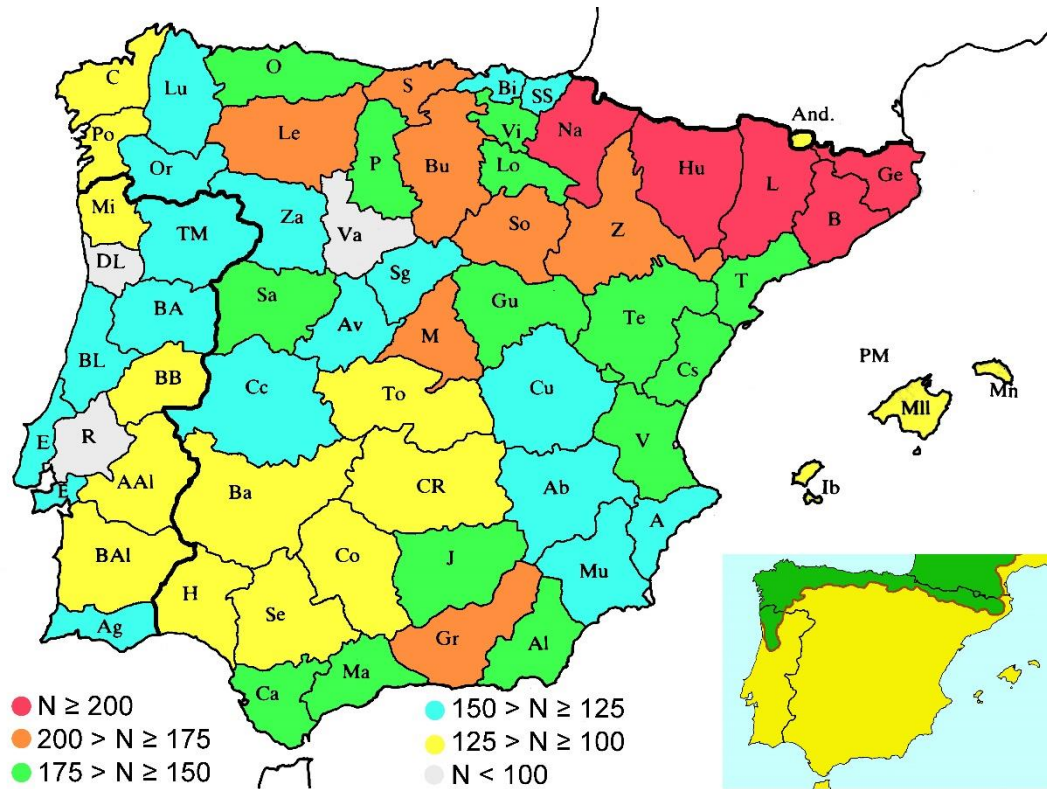 C
Lu
O
S
Bi
SS
Po
Or
Le
P
Bu
Vi
Lo
Na
Hu
And.
L
Ge
B
Mi
TM
Za
Va
So
Z
DL
Sg
T
BA
Sa
Av
M
Gu
Te
BL
BB
Cc
To
Cu
Cs
PM
Mll
Mn
E
R
V
Ib
AAl
Ba
CR
Ab
A
E
BAl
Co
J
Mu
H
Se
Ag
Gr
Al
Ca
Ma
N ≥ 200
200 > N ≥ 175
175 > N ≥ 150
150 > N ≥ 125
125 > N ≥ 100
N < 100